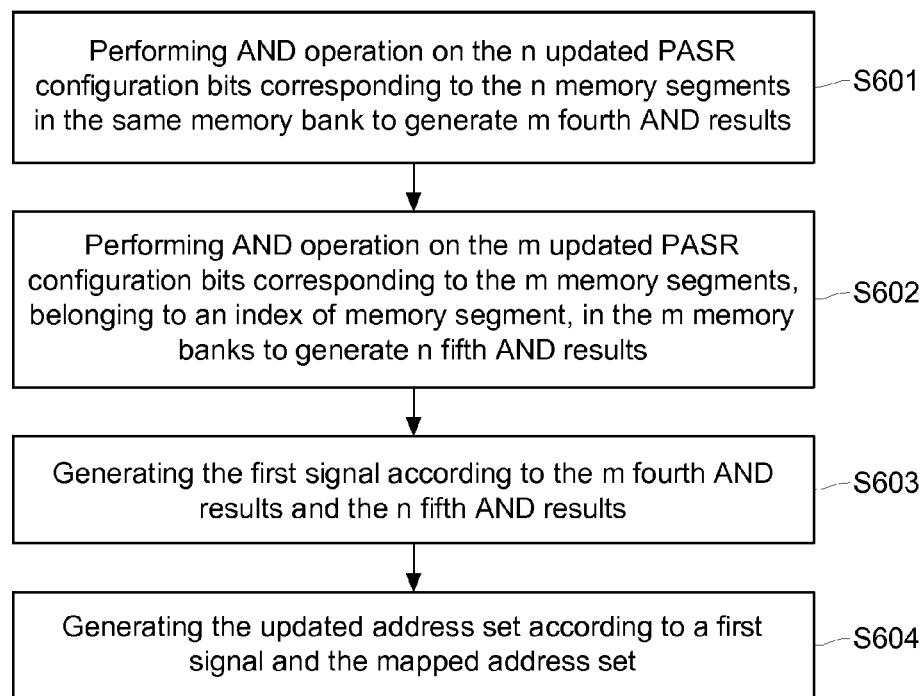 Performing AND operation on the n updated PASR
configuration bits corresponding to the n memory segments
in the same memory bank to generate m fourth AND results
S601
Performing AND operation on the m updated PASR
configuration bits corresponding to the m memory segments,
belonging to an index of memory segment, in the m memory
banks to generate n fifth AND results
S602
Generating the first signal according to the m fourth AND
results and the n fifth AND results
S603
Generating the updated address set according to a first
signal and the mapped address set
S604